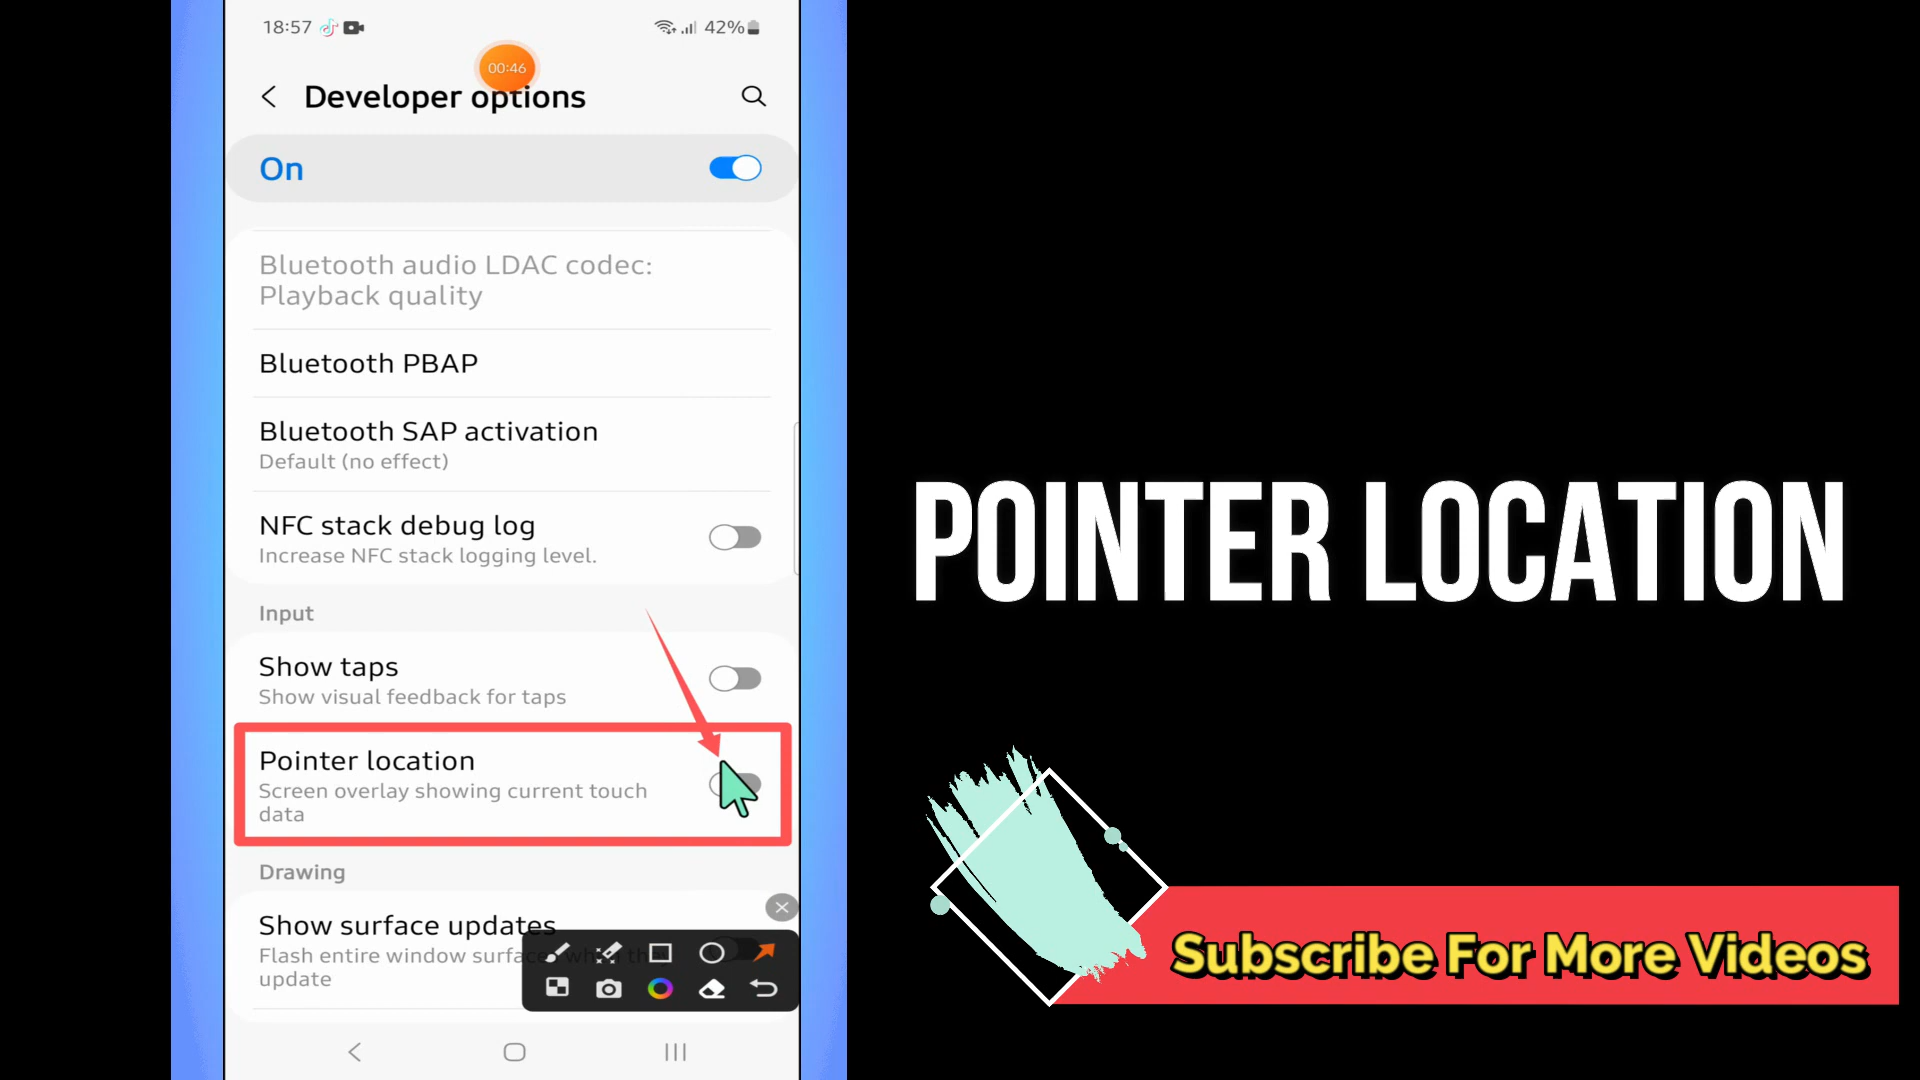 18:57
42%
00:46
Developer options
On
Bluetooth audio LDAC codec:
Playback quality
Bluetooth PBAP
Bluetooth SAP activation
Default (no effect)
NFC stack debug log
Increase NFC stack logging level.
Input
Show taps
Show visual feedback for taps
Pointer location
Screen overlay showing current touch
data
Drawing
Show surface updates
Flash entire window surfaces when th
update
POINTER LOCATION
Subscribe For More Videos